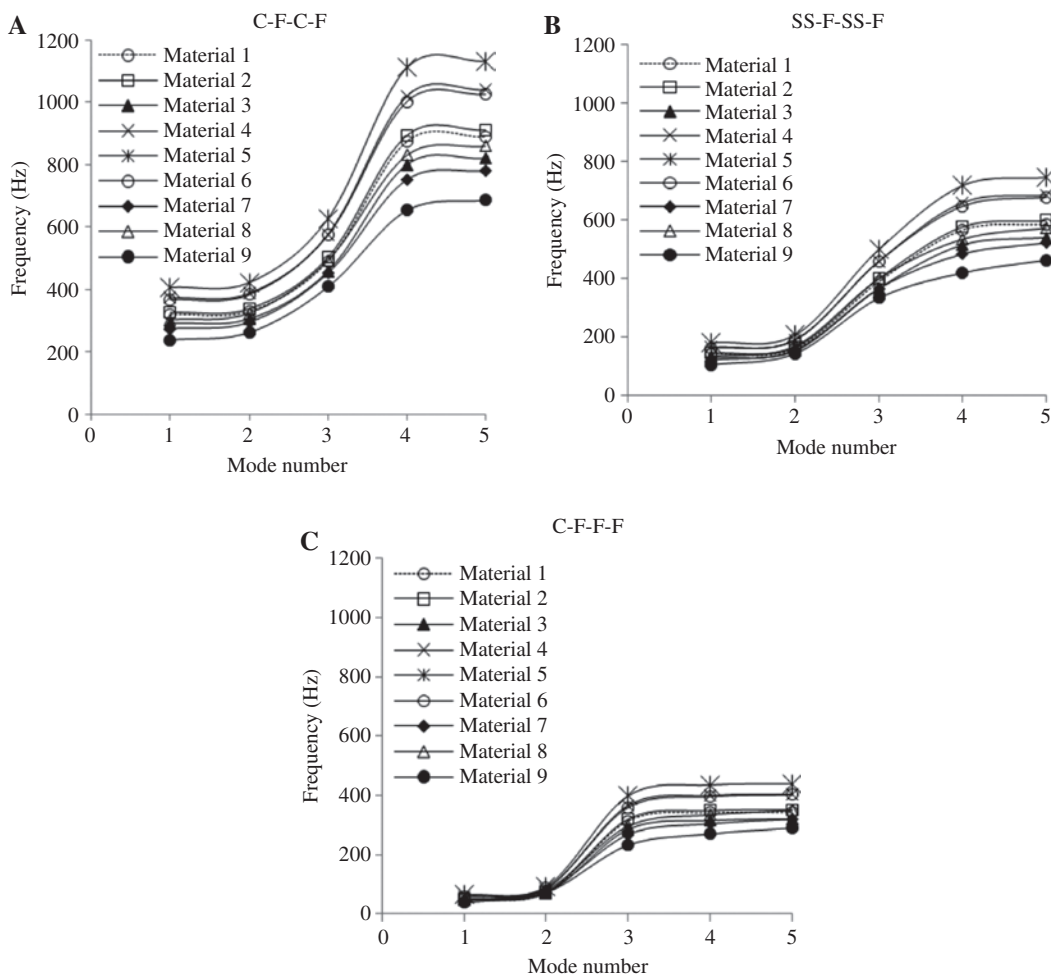 A
C-F-C-F
1200
1000
800
600
400
200
0
Frequency (Hz)
Material 1
Material 2
Material 3
Material 4
Material 5
Material 6
Material 7
Material 8
Material 9
0 1 2 3 4 5
Mode number
B
SS-F-SS-F
1200
1000
800
600
400
200
0
Frequency (Hz)
Material 1
Material 2
Material 3
Material 4
Material 5
Material 6
Material 7
Material 8
Material 9
0 1 2 3 4 5
Mode number
C
C-F-F-F
1200
1000
800
600
400
200
0
Frequency (Hz)
Material 1
Material 2
Material 3
Material 4
Material 5
Material 6
Material 7
Material 8
Material 9
0 1 2 3 4 5
Mode number